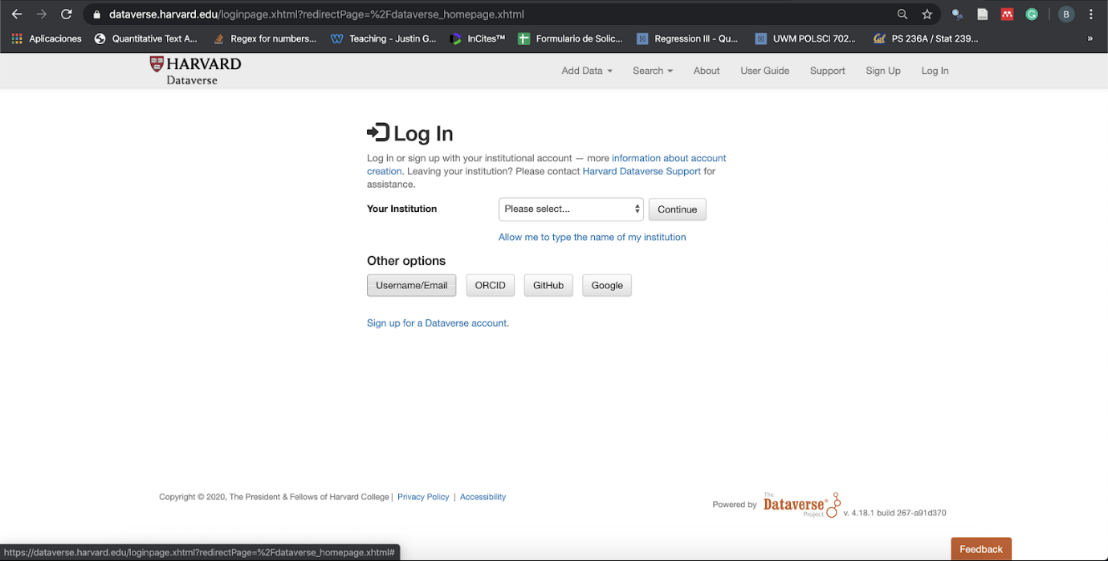 dataverse.harvard.edu/loginpage.xhtml?redirectPage=%2Fdataverse_homepage.xhtml
B
Aplicaciones Quantitative Text A... Regex for numbers... Teaching - Justin G... InCites™ Formulario de Solic... Regression III - Qu... UWM POLSCI 702... PS 236A / Stat 239... »
HARVARD
Dataverse
Add Data Search About User Guide Support Sign Up Log In
Log In
Log in or sign up with your institutional account — more information about account
creation. Leaving your institution? Please contact Harvard Dataverse Support for
assistance.
Your Institution Please select... Continue
Allow me to type the name of my institution
Other options
Username/Email ORCID GitHub Google
Sign up for a Dataverse account.
Copyright © 2020, The President & Fellows of Harvard College | Privacy Policy | Accessibility
Powered by The Dataverse® Project v. 4.18.1 build 267-a91d370
https://dataverse.harvard.edu/loginpage.xhtml?redirectPage=%2Fdataverse_homepage.xhtml#
Feedback